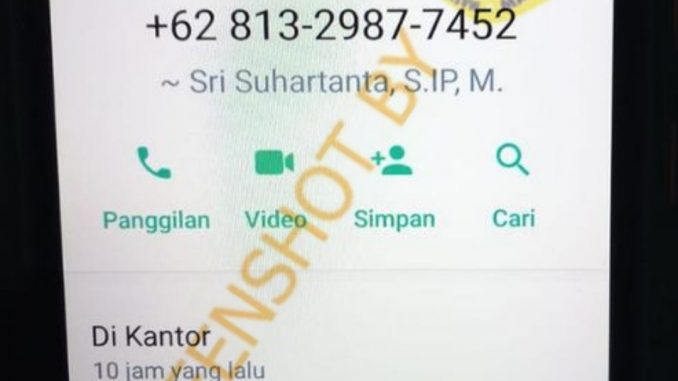 +62 813-2987-7452
~ Sri Suhartanta, S.IP, M.
Panggilan Video Simpan Cari
Di Kantor
10 jam yang lalu
ENSHOT BY